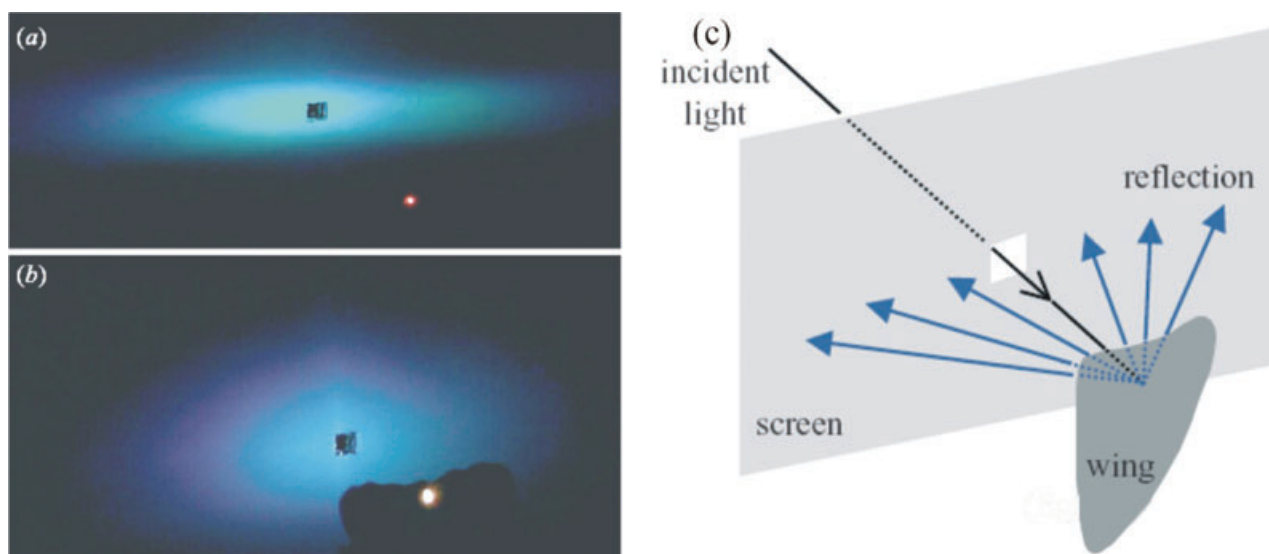 (a)
(b)
(c)
incident
light
reflection
screen
wing